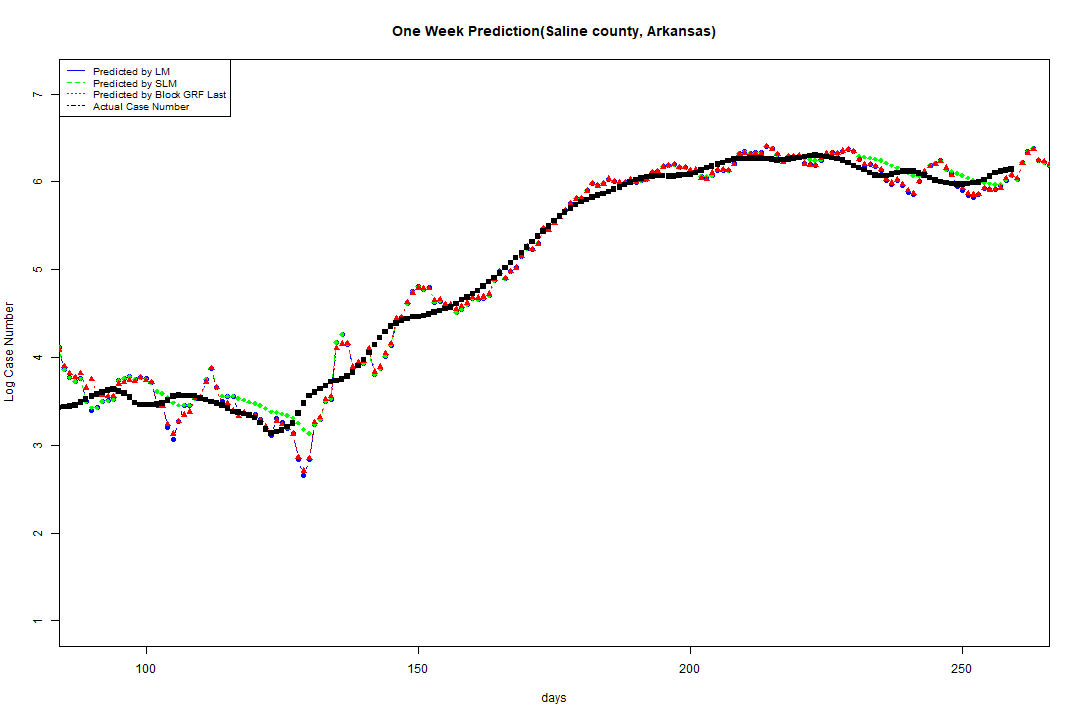 One Week Prediction(Saline county, Arkansas)
Predicted by LM
Predicted by SLM
Predicted by Block GRF Last
Actual Case Number
7
6
5
4
3
2
1
Log Case Number
100 150 200 250
days